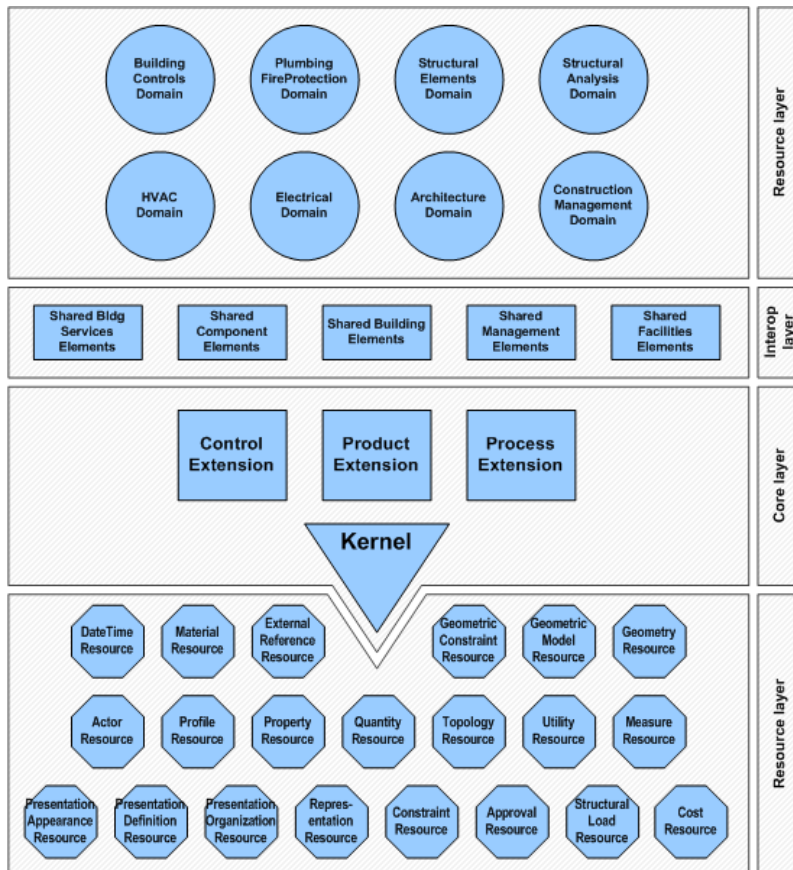 Building
Controls
Domain
Plumbing
FireProtection
Domain
Structural
Elements
Domain
Structural
Analysis
Domain
HVAC
Domain
Electrical
Domain
Architecture
Domain
Construction
Management
Domain
Resource layer
Shared Bldg
Services
Elements
Shared
Component
Elements
Shared Building
Elements
Shared
Management
Elements
Shared
Facilities
Elements
Interop
layer
Control
Extension
Product
Extension
Process
Extension
Kernel
Core layer
DateTime
Resource
Material
Resource
External
Reference
Resource
Geometric
Constraint
Resource
Geometric
Model
Resource
Geometry
Resource
Actor
Resource
Profile
Resource
Property
Resource
Quantity
Resource
Topology
Resource
Utility
Resource
Measure
Resource
Presentation
Appearance
Resource
Presentation
Definition
Resource
Presentation
Organization
Resource
Repres-
entation
Resource
Constraint
Resource
Approval
Resource
Structural
Load
Resource
Cost
Resource
Resource layer